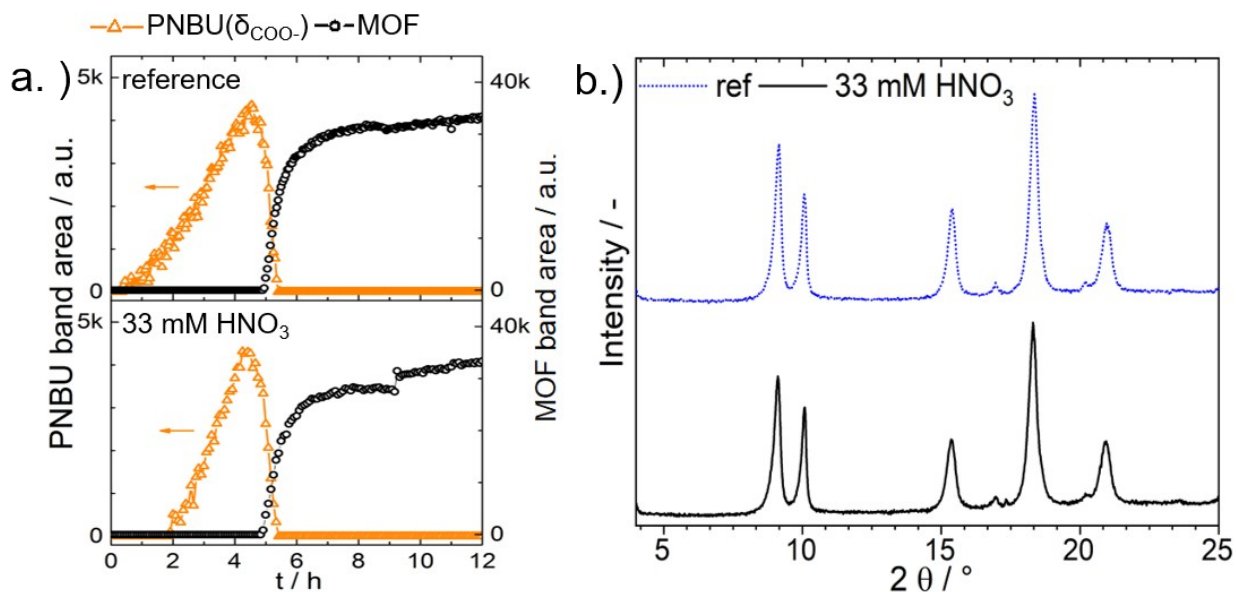 PNBU(δCOO-) MOF
a. )
reference
5k
0
40k
0
33 mM HNO3
5k
0
40k
0
PNBU band area / a.u.
MOF band area / a.u.
0 2 4 6 8 10 12
t / h
b.)
ref 33 mM HNO3
Intensity / -
5 10 15 20 25
2 θ / °